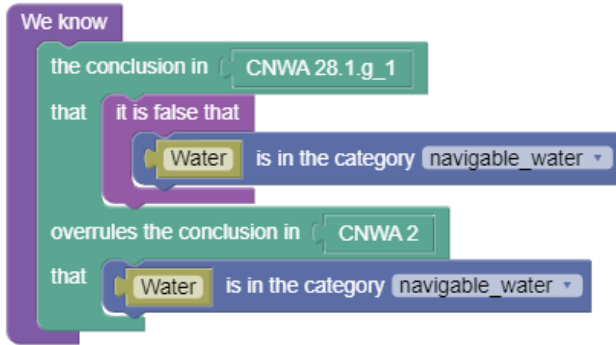 We know
the conclusion in CNWA 28.1.g_1
that it is false that
Water is in the category navigable_water
overrules the conclusion in CNWA 2
that Water is in the category navigable_water